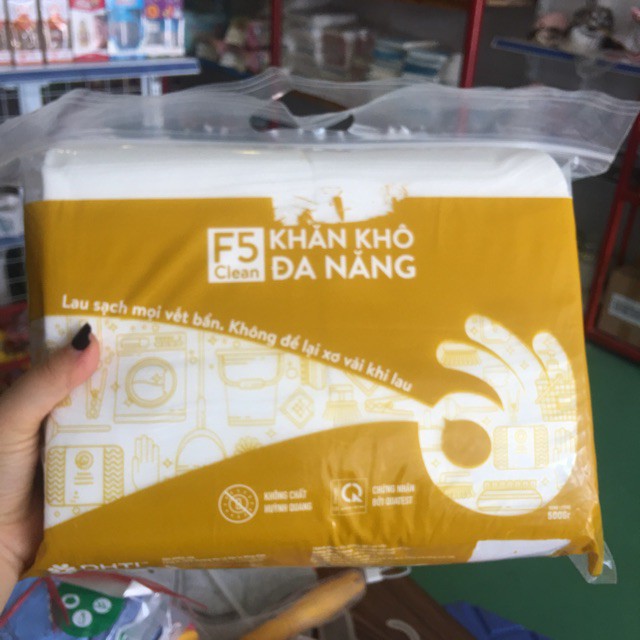 F5
Clean
KHĂN KHÔ
ĐA NĂNG
Lau sạch mọi vết bẩn. Không để lại xơ vải khi lau
KHÔNG CHẤT
HUỲNH QUANG
CHỨNG NHẬN
BỞI QUATEST
500Gr